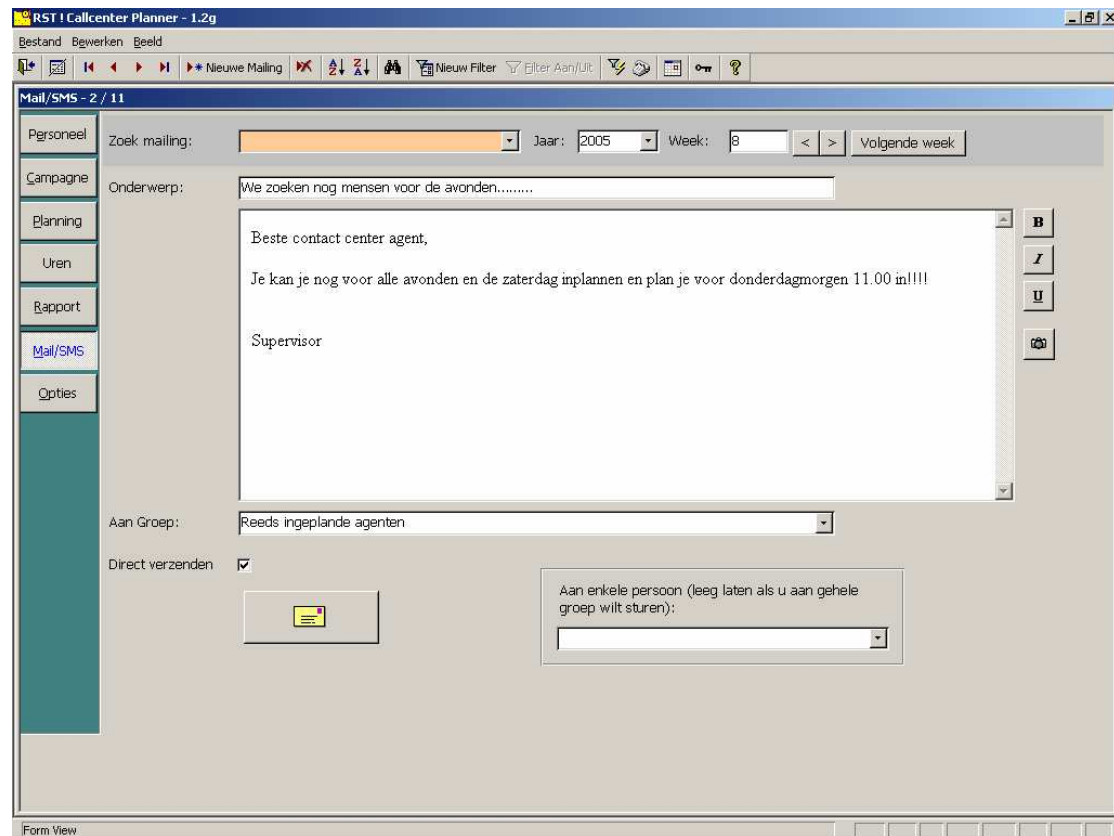 RST ! Callcenter Planner - 1.2g
Bestand Bewerken Beeld
Nieuwe Mailing Nieuw Filter Filter Aan/Uit
Mail/SMS - 2 / 11
Personeel
Campagne
Planning
Uren
Rapport
Mail/SMS
Opties
Zoek mailing: Jaar: 2005 Week: 8 < > Volgende week
Onderwerp: We zoeken nog mensen voor de avonden.........
Beste contact center agent,
Je kan je nog voor alle avonden en de zaterdag inplannen en plan je voor donderdagmorgen 11.00 in!!!!
Supervisor
B
I
U
Aan Groep: Reeds ingeplande agenten
Direct verzenden
Aan enkele persoon (leeg laten als u aan gehele
groep wilt sturen):
Form View